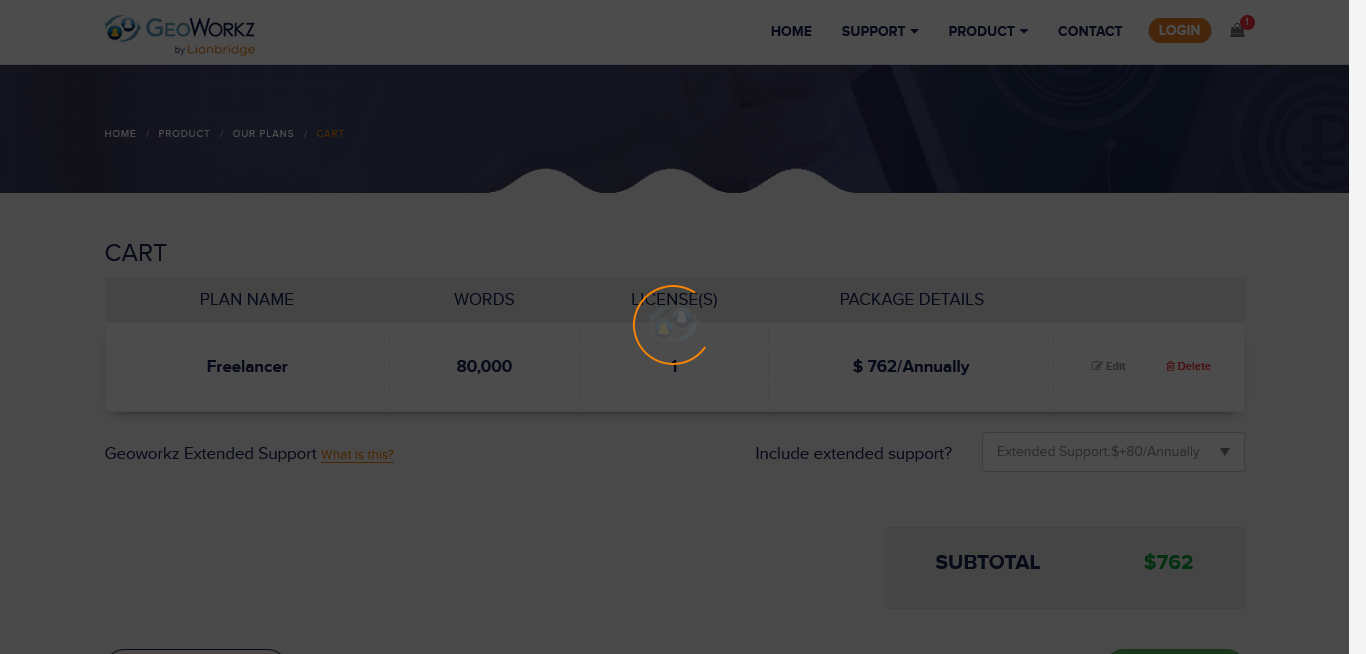 GEOWORKZ
by Lionbridge
HOME SUPPORT PRODUCT CONTACT LOGIN 1
HOME / PRODUCT / OUR PLANS / CART
CART
PLAN NAME WORDS LICENSE(S) PACKAGE DETAILS
Freelancer 80,000 1 $ 762/Annually Edit Delete
Geoworkz Extended Support What is this? Include extended support? Extended Support:$+80/Annually
SUBTOTAL $762